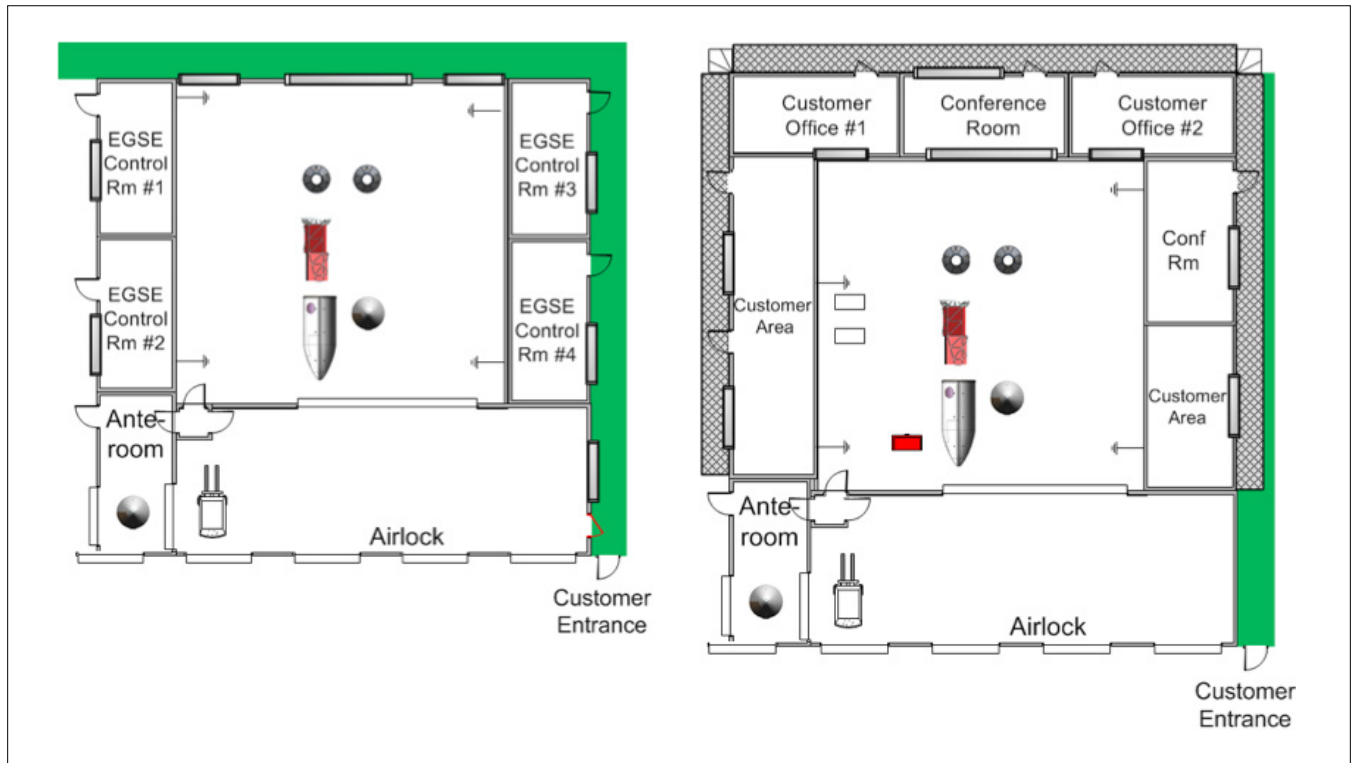 EGSE
Control
Rm #1
EGSE
Control
Rm #3
EGSE
Control
Rm #2
EGSE
Control
Rm #4
Ante-
room
Airlock
Customer
Entrance
Customer
Office #1
Conference
Room
Customer
Office #2
Conf
Rm
Customer
Area
Customer
Area
Ante-
room
Airlock
Customer
Entrance